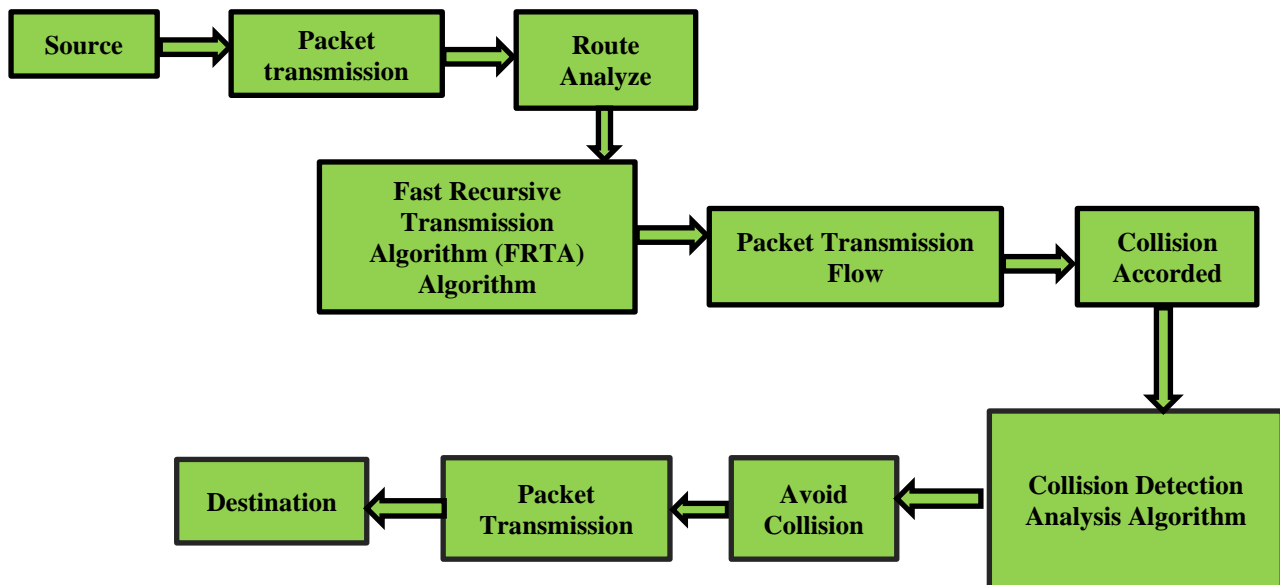 Source
Packet
transmission
Route
Analyze
Fast Recursive
Transmission
Algorithm (FRTA)
Algorithm
Packet Transmission
Flow
Collision
Accorded
Collision Detection
Analysis Algorithm
Avoid
Collision
Packet
Transmission
Destination